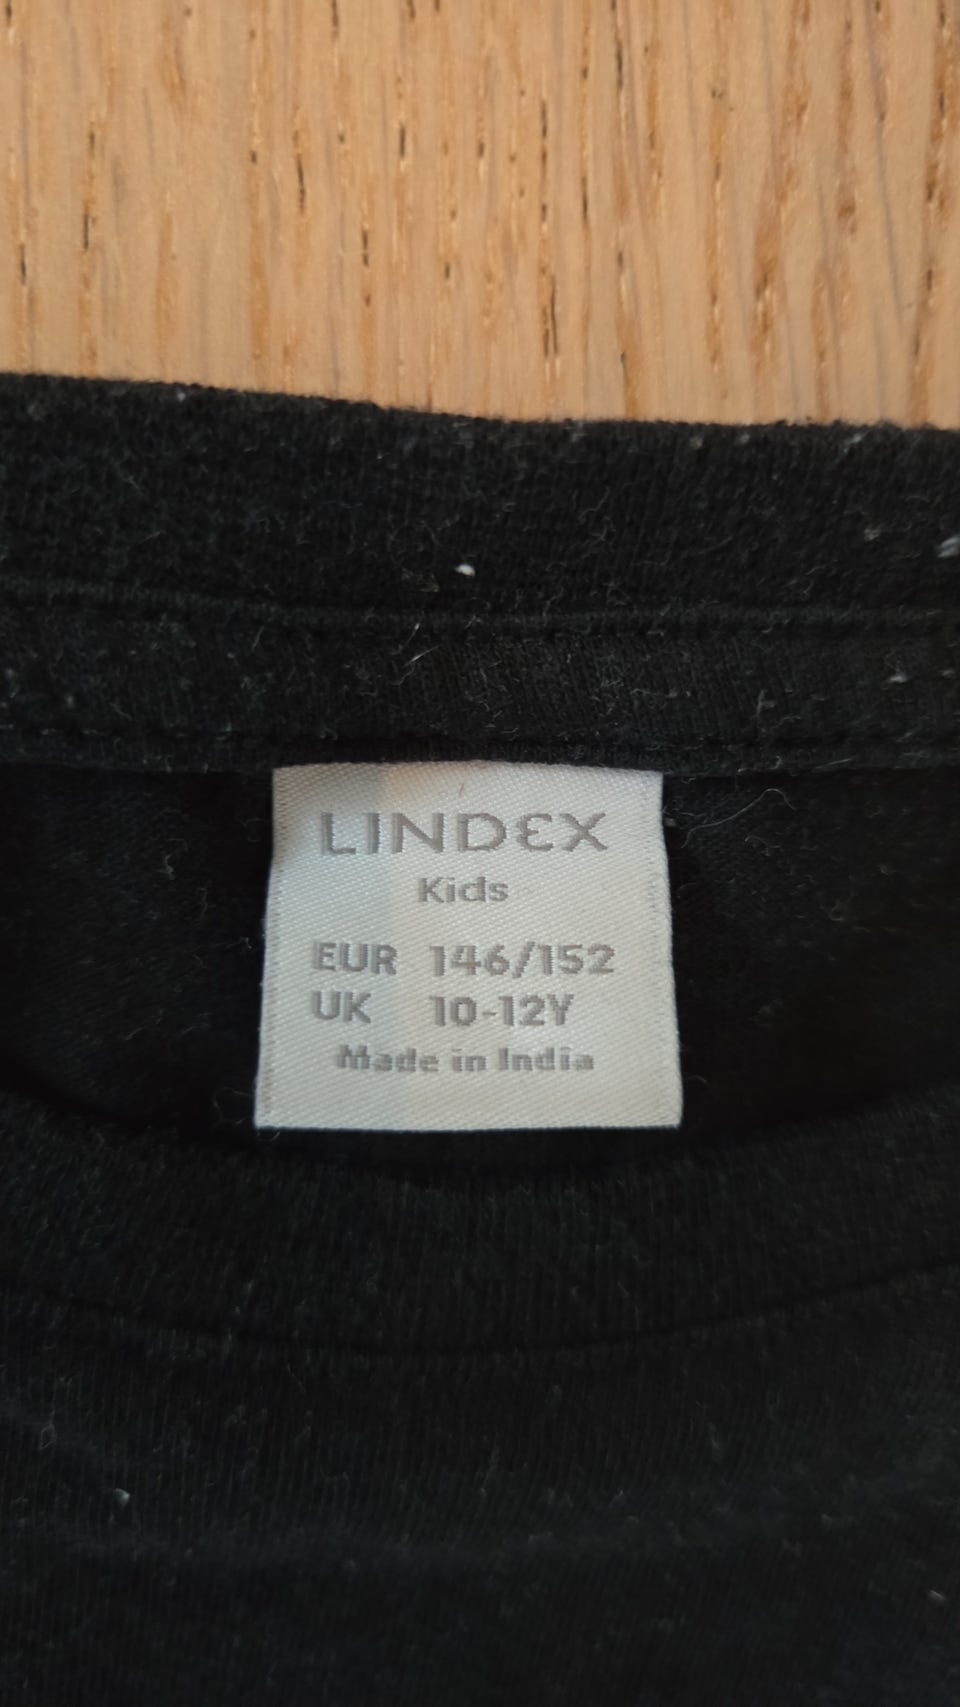 LINDEX
Kids
EUR 146/152
UK 10-12Y
Made in India